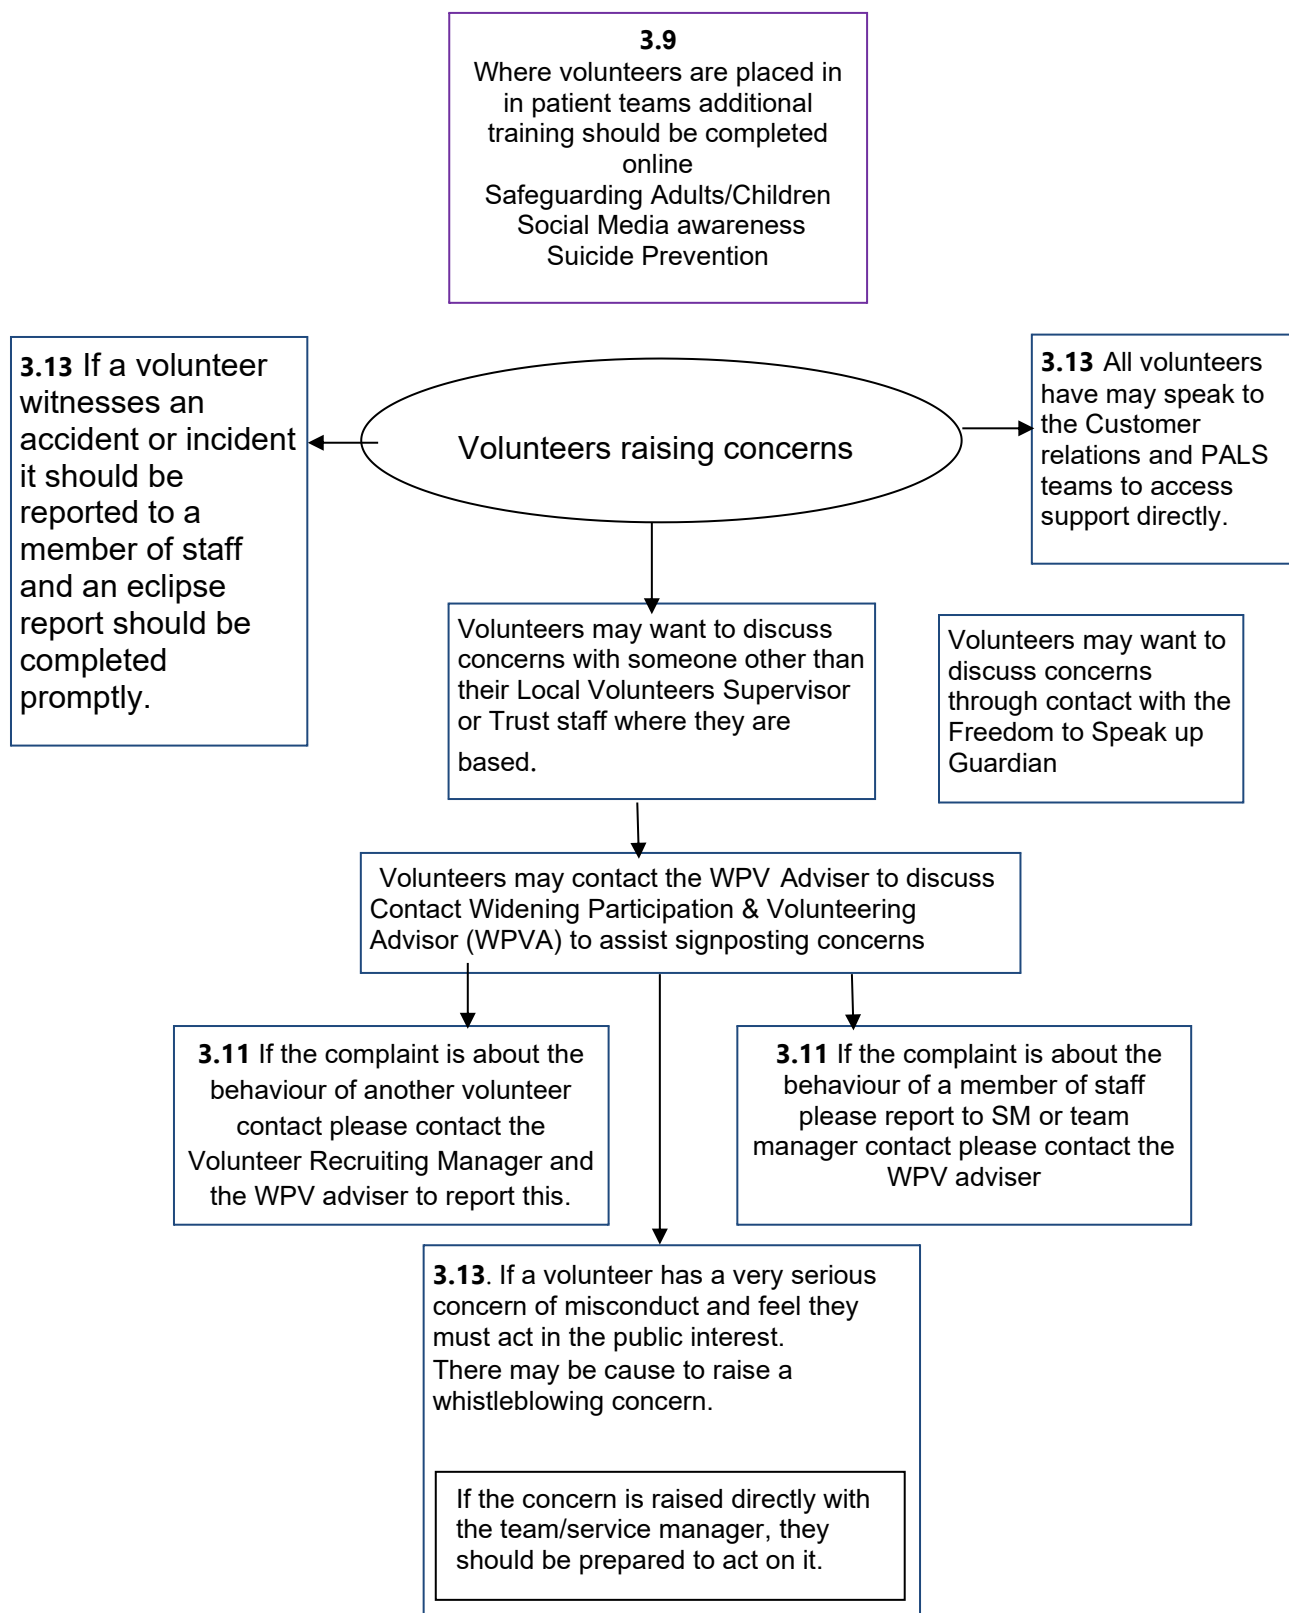 3.9
Where volunteers are placed in
in patient teams additional
training should be completed
online
Safeguarding Adults/Children
Social Media awareness
Suicide Prevention
3.13 If a volunteer
witnesses an
accident or incident
it should be
reported to a
member of staff
and an eclipse
report should be
completed
promptly.
Volunteers raising concerns
3.13 All volunteers
have may speak to
the Customer
relations and PALS
teams to access
support directly.
Volunteers may want to discuss
concerns with someone other than
their Local Volunteers Supervisor
or Trust staff where they are
based.
Volunteers may want to
discuss concerns
through contact with the
Freedom to Speak up
Guardian
Volunteers may contact the WPV Adviser to discuss
Contact Widening Participation & Volunteering
Advisor (WPVA) to assist signposting concerns
3.11 If the complaint is about the
behaviour of another volunteer
contact please contact the
Volunteer Recruiting Manager and
the WPV adviser to report this.
3.11 If the complaint is about the
behaviour of a member of staff
please report to SM or team
manager contact please contact the
WPV adviser
3.13. If a volunteer has a very serious
concern of misconduct and feel they
must act in the public interest.
There may be cause to raise a
whistleblowing concern.
If the concern is raised directly with
the team/service manager, they
should be prepared to act on it.